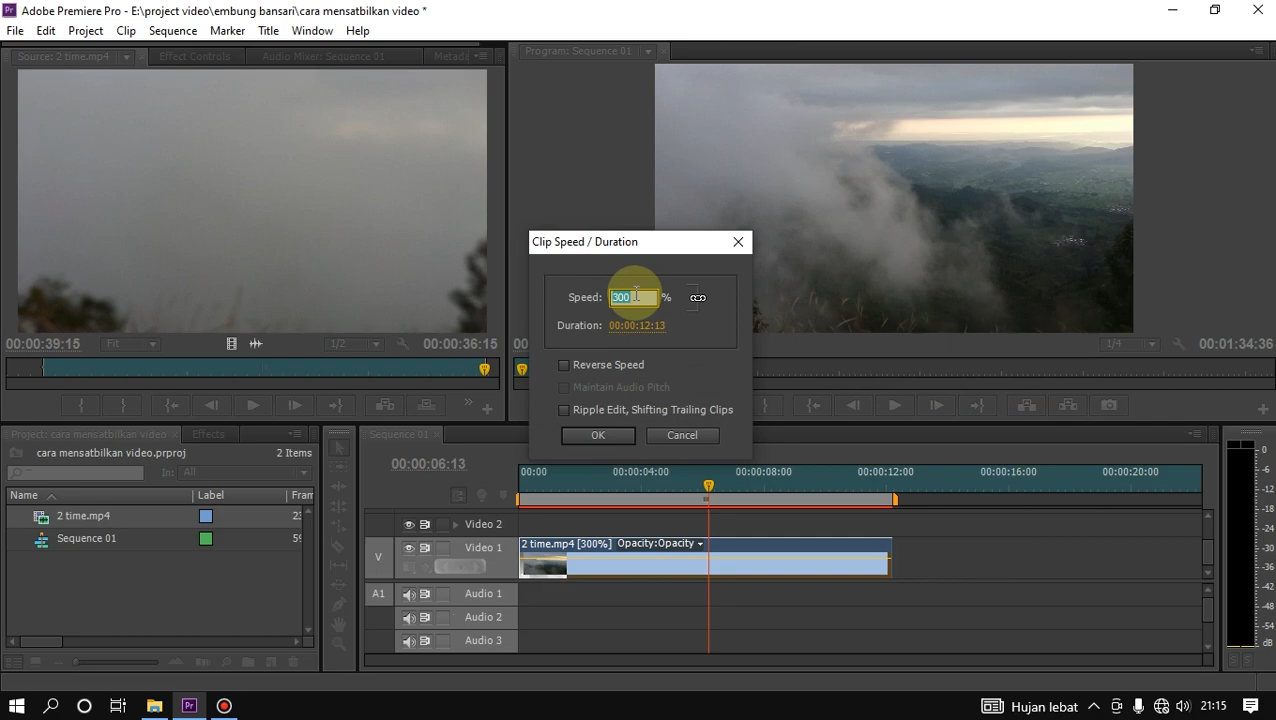 Adobe Premiere Pro - E:\project video\embung bansari\cara mensatbilkan video *
File Edit Project Clip Sequence Marker Title Window Help
Source: 2 time.mp4 Effect Controls Audio Mixer: Sequence 01 Metad
Program: Sequence 01
Clip Speed / Duration
Speed: 300 %
Duration: 00:00:12:13
Reverse Speed
Maintain Audio Pitch
Ripple Edit, Shifting Trailing Clips
OK Cancel
00:00:39:15 Fit 1/2 00:00:36:15
00 1/4 00:01:34:36
Project: cara mensatbilkan video Effects
cara mensatbilkan video.prproj 2 Items
In: All
Name Label Fram
2 time.mp4 23
Sequence 01 59
Sequence 01
00:00:06:13
00:00 00:00:04:00 00:00:08:00 00:00:12:00 00:00:16:00 00:00:20:00
Video 2
V Video 1
2 time.mp4 [300%] Opacity:Opacity
A1 Audio 1
Audio 2
Audio 3
0
-6
-12
-18
-24
-30
-36
-42
-48
-54
dB
S S
Pr Hujan lebat 21:15